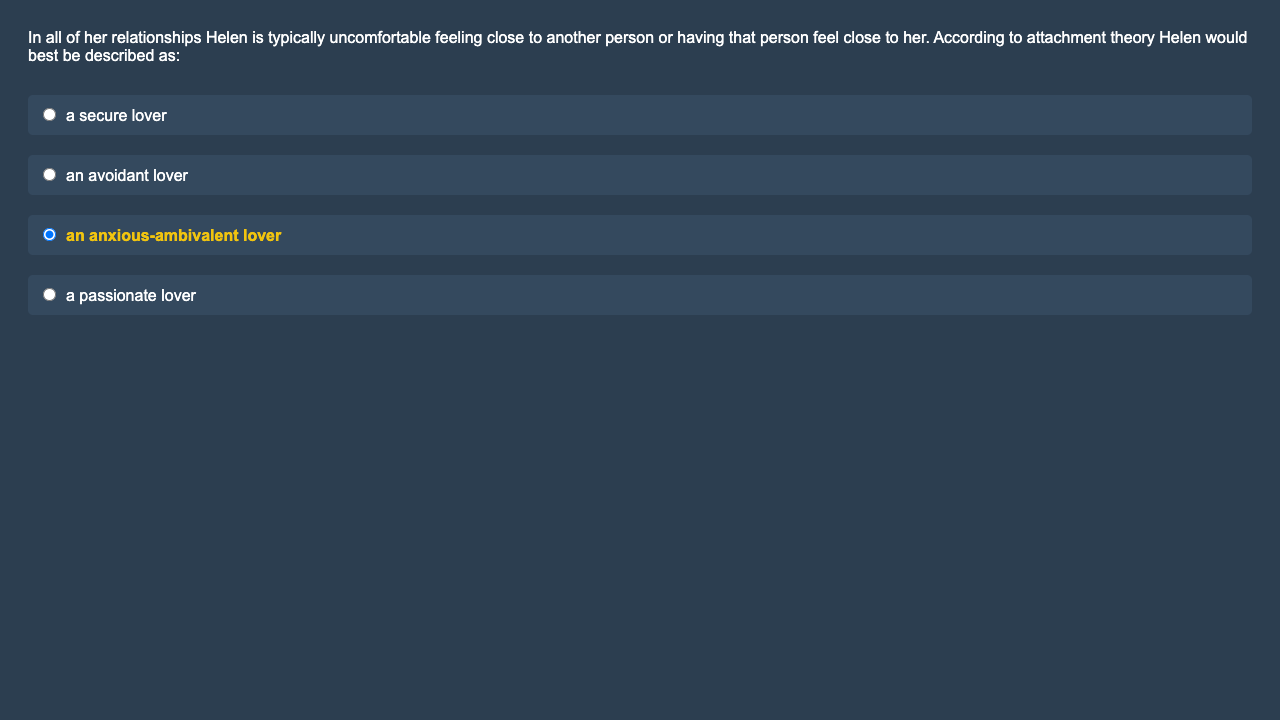 In all of her relationships Helen is typically uncomfortable feeling close to another person or having that person feel close to her. According to attachment theory Helen would
best be described as:
a secure lover
an avoidant lover
an anxious-ambivalent lover
a passionate lover